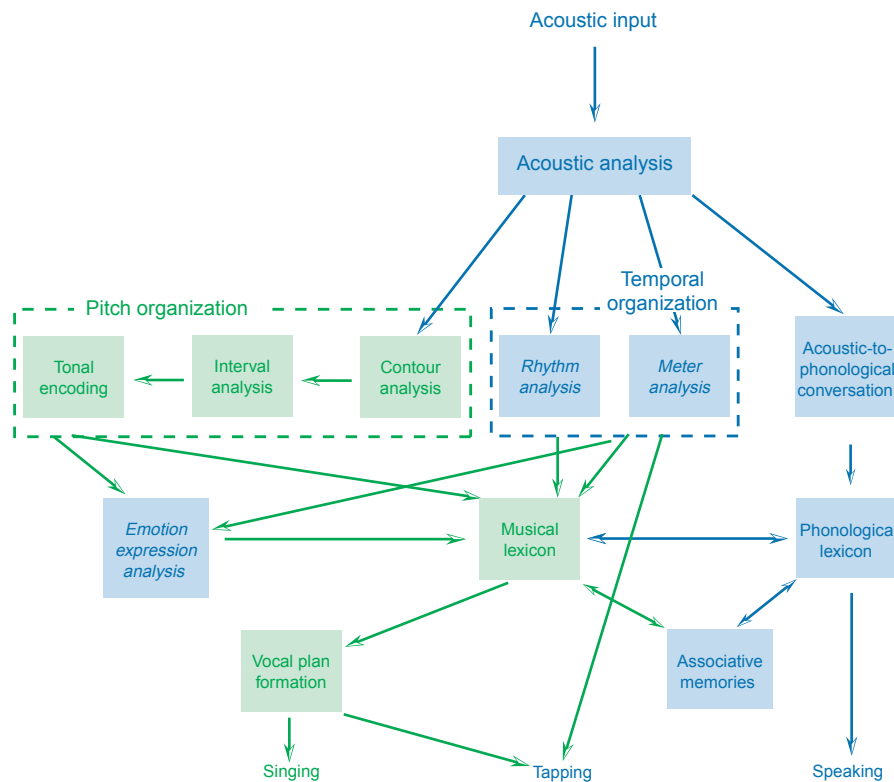 Acoustic input
Acoustic analysis
Temporal
organization
Pitch organization
Tonal
encoding
Interval
analysis
Contour
analysis
Rhythm
analysis
Meter
analysis
Acoustic-to-
phonological
conversation
Emotion
expression
analysis
Musical
lexicon
Phonological
lexicon
Vocal plan
formation
Associative
memories
Singing
Tapping
Speaking